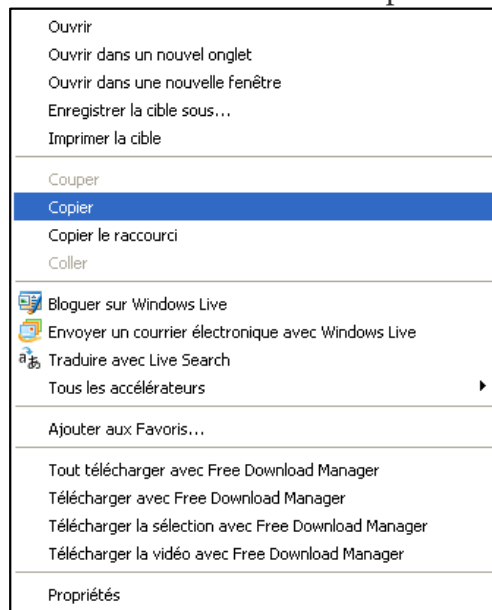 Ouvrir
Ouvrir dans un nouvel onglet
Ouvrir dans une nouvelle fenêtre
Enregistrer la cible sous...
Imprimer la cible
Couper
Copier
Copier le raccourci
Coller
Bloguer sur Windows Live
Envoyer un courrier électronique avec Windows Live
Traduire avec Live Search
Tous les accélérateurs
Ajouter aux Favoris...
Tout télécharger avec Free Download Manager
Télécharger avec Free Download Manager
Télécharger la sélection avec Free Download Manager
Télécharger la vidéo avec Free Download Manager
Propriétés